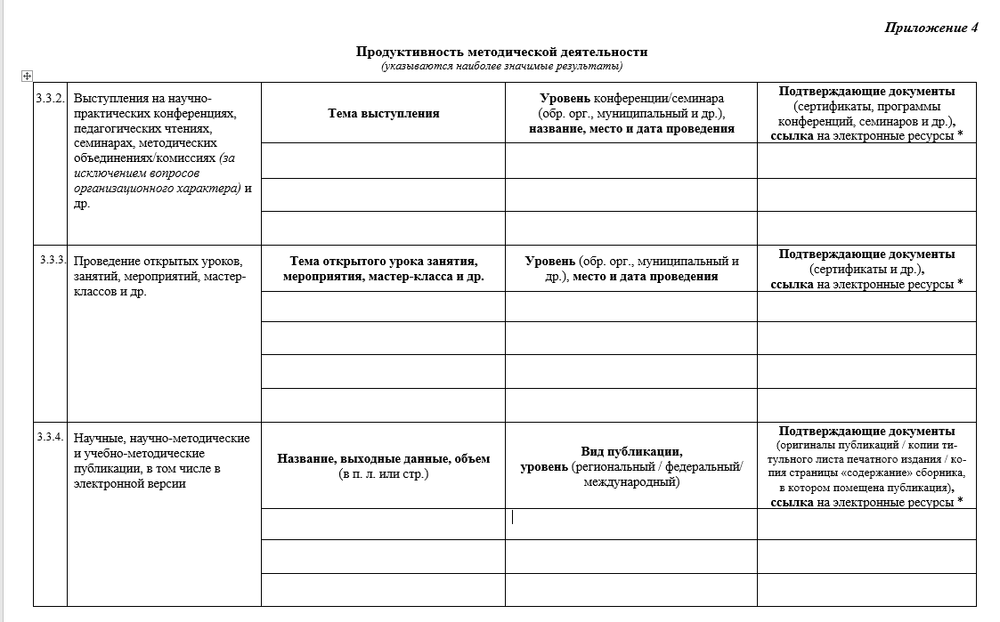 Приложение 4
Продуктивность методической деятельности
(указываются наиболее значимые результаты)
3.3.2.
Выступления на научно-
практических конференциях,
педагогических чтениях,
семинарах, методических
объединениях/комиссиях (за
исключением вопросов
организационного характера) и
др.
Тема выступления
Уровень конференции/семинара
(обр. орг., муниципальный и др.),
название, место и дата проведения
Подтверждающие документы
(сертификаты, программы
конференций, семинаров и др.),
ссылка на электронные ресурсы *
3.3.3.
Проведение открытых уроков,
занятий, мероприятий, мастер-
классов и др.
Тема открытого урока занятия,
мероприятия, мастер-класса и др.
Уровень (обр. орг., муниципальный и
др.), место и дата проведения
Подтверждающие документы
(сертификаты и др.),
ссылка на электронные ресурсы *
3.3.4.
Научные, научно-методические
и учебно-методические
публикации, в том числе в
электронной версии
Название, выходные данные, объем
(в п. л. или стр.)
Вид публикации,
уровень (региональный / федеральный/
международный)
Подтверждающие документы
(оригиналы публикаций / копии ти-
тульного листа печатного издания / ко-
пия страницы «содержание» сборника,
в котором помещена публикация),
ссылка на электронные ресурсы *